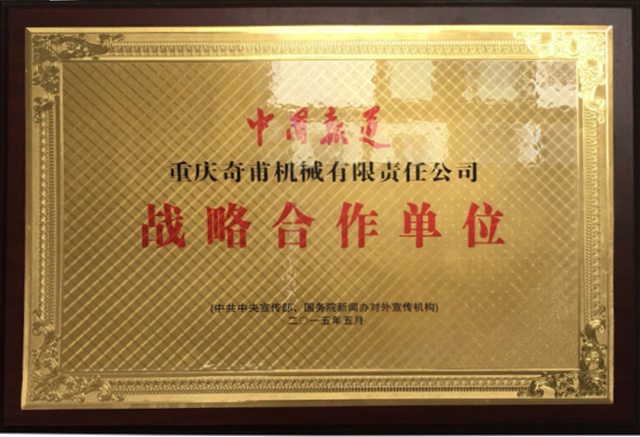 中国报道
重庆奇甫机械有限责任公司
战略合作单位
(中共中央宣传部、国务院新闻办对外宣传机构)
二〇一五年五月